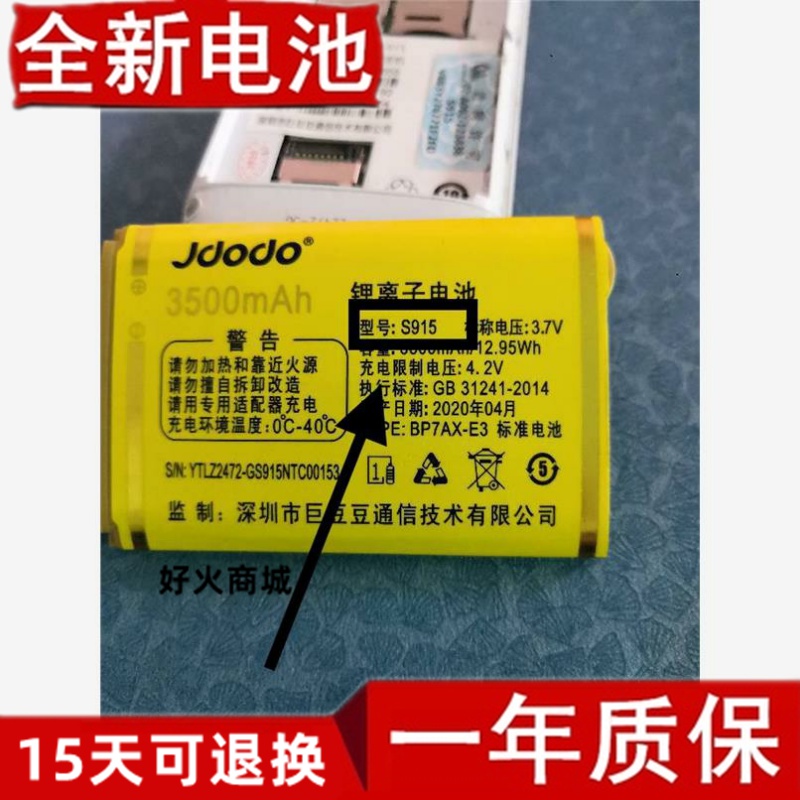 全新电池
Jdodo®
3500mAh
锂离子电池
型号: S915
称电压: 3.7V
/12.95Wh
充电限制电压: 4.2V
执行标准: GB 31241-2014
产日期: 2020年04月
PE: BP7AX-E3 标准电池
警 告
请勿加热和靠近火源
请勿擅自拆卸改造
请用专用适配器充电
充电环境温度: 0℃-40℃
S/N: YTLZ2472-GS915NTC00153
1
5
监 制: 深圳市巨豆豆通信技术有限公司
好火商城
15天可退换
一年质保